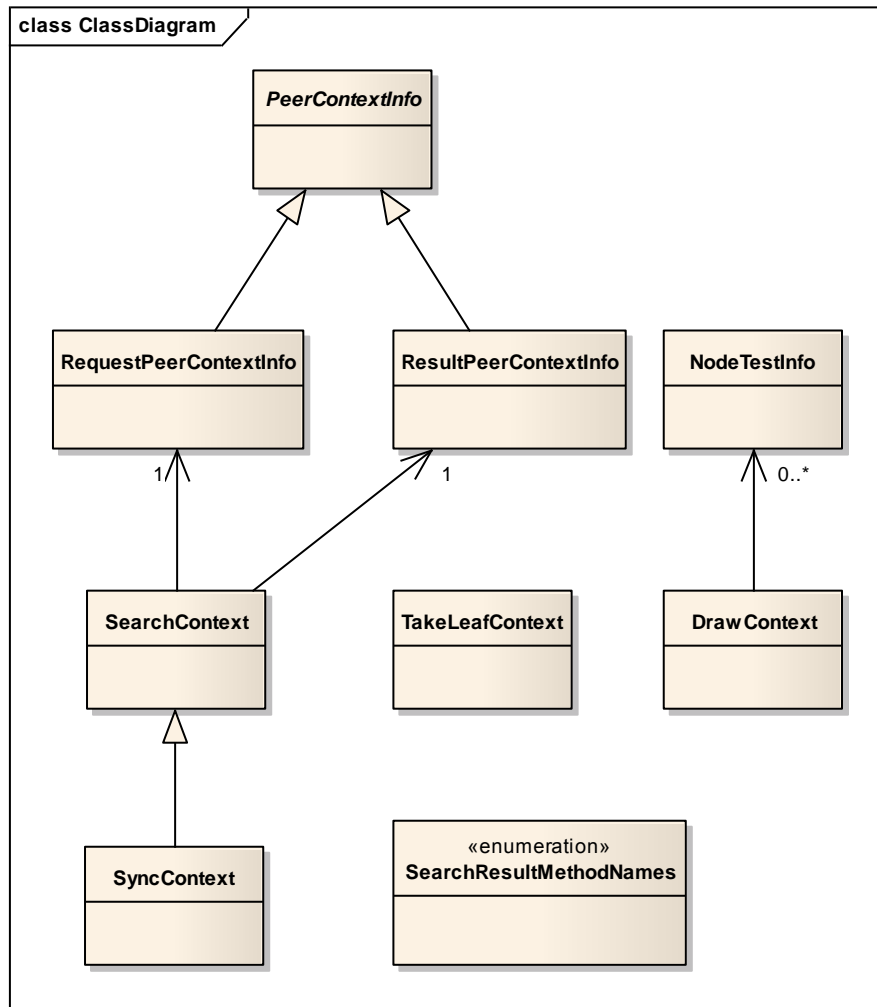 class ClassDiagram
PeerContextInfo
RequestPeerContextInfo
ResultPeerContextInfo
NodeTestInfo
1
1
0..*
SearchContext
TakeLeafContext
DrawContext
SyncContext
«enumeration»
SearchResultMethodNames